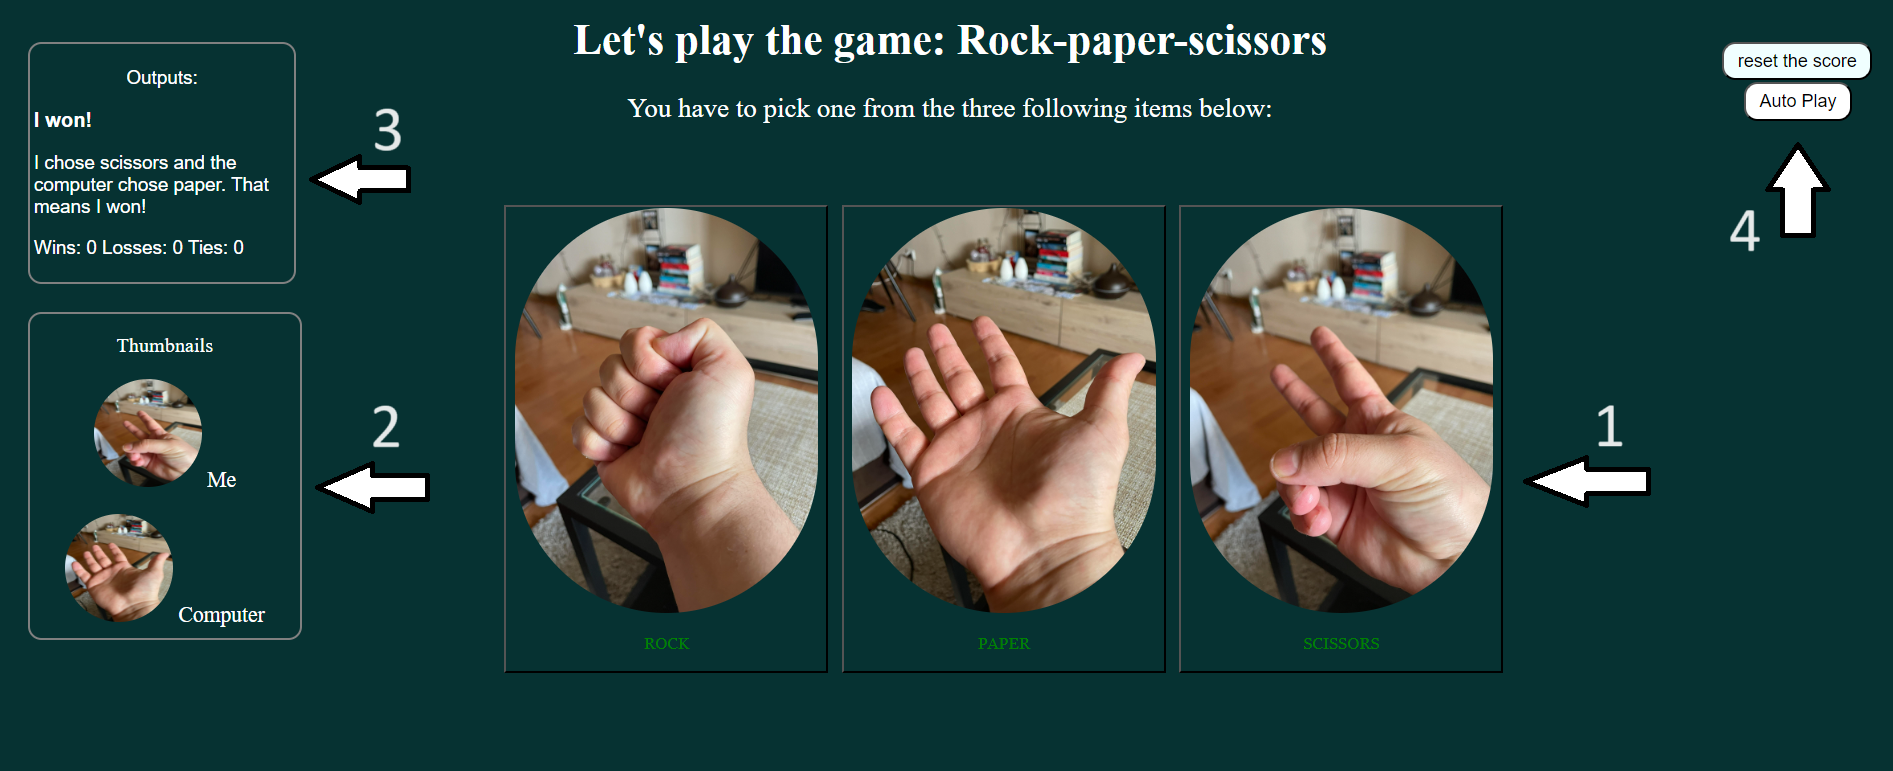 Let's play the game: Rock-paper-scissors
You have to pick one from the three following items below:
Outputs:
I won!
I chose scissors and the
computer chose paper. That
means I won!
Wins: 0 Losses: 0 Ties: 0
3
Thumbnails
Me
Computer
2
ROCK
PAPER
SCISSORS
1
reset the score
Auto Play
4